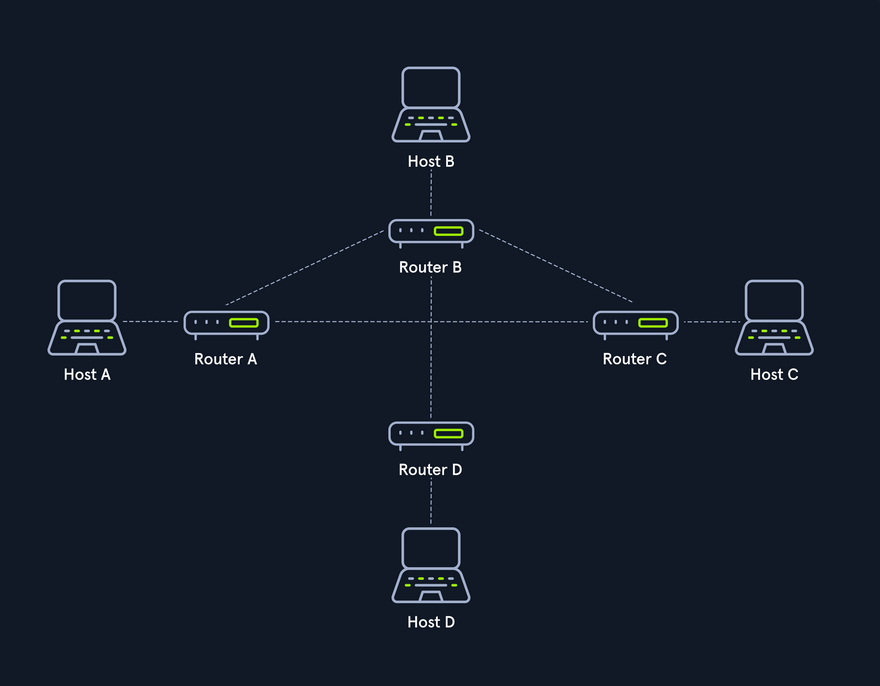 Host B
Router B
Host A
Router A
Router C
Host C
Router D
Host D